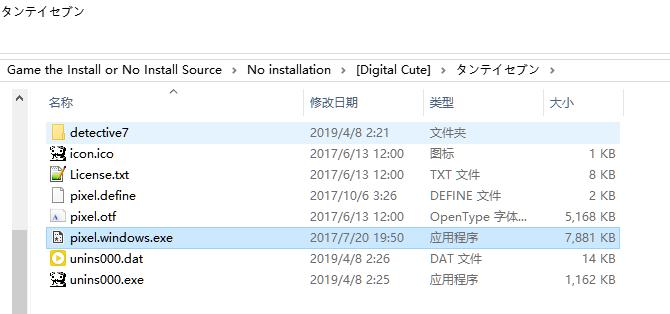 タンテイセブン
Game the Install or No Install Source › No installation › [Digital Cute] › タンテイセブン ›
名称 修改日期 类型 大小
detective7 2019/4/8 2:21 文件夹
icon.ico 2017/6/13 12:00 图标 1 KB
License.txt 2017/6/13 12:00 TXT 文件 8 KB
pixel.define 2017/10/6 3:26 DEFINE 文件 2 KB
pixel.otf 2017/6/13 12:00 OpenType 字体... 5,168 KB
pixel.windows.exe 2017/7/20 19:50 应用程序 7,881 KB
unins000.dat 2019/4/8 2:26 DAT 文件 14 KB
unins000.exe 2019/4/8 2:25 应用程序 1,162 KB